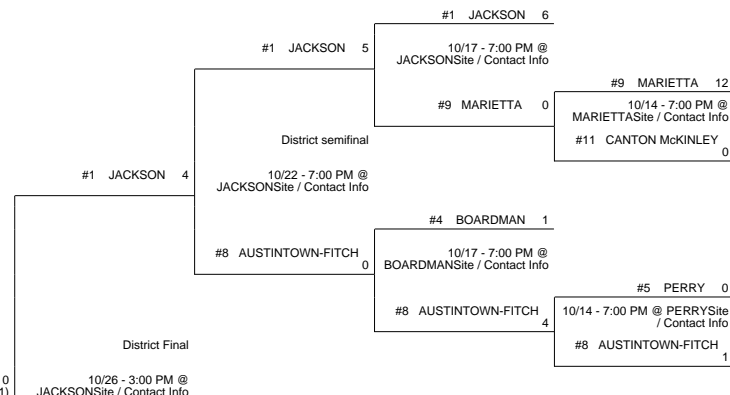 #1 JACKSON 6
#1 JACKSON 5
10/17 - 7:00 PM @
JACKSONSite / Contact Info
#9 MARIETTA 12
#9 MARIETTA 0
10/14 - 7:00 PM @
MARIETTASite / Contact Info
District semifinal
#11 CANTON McKINLEY
0
#1 JACKSON 4
10/22 - 7:00 PM @
JACKSONSite / Contact Info
#4 BOARDMAN 1
#8 AUSTINTOWN-FITCH
0
10/17 - 7:00 PM @
BOARDMANSite / Contact Info
#5 PERRY 0
#8 AUSTINTOWN-FITCH
4
10/14 - 7:00 PM @ PERRYSite
/ Contact Info
District Final
#8 AUSTINTOWN-FITCH
1
0
1)
10/26 - 3:00 PM @
JACKSONSite / Contact Info